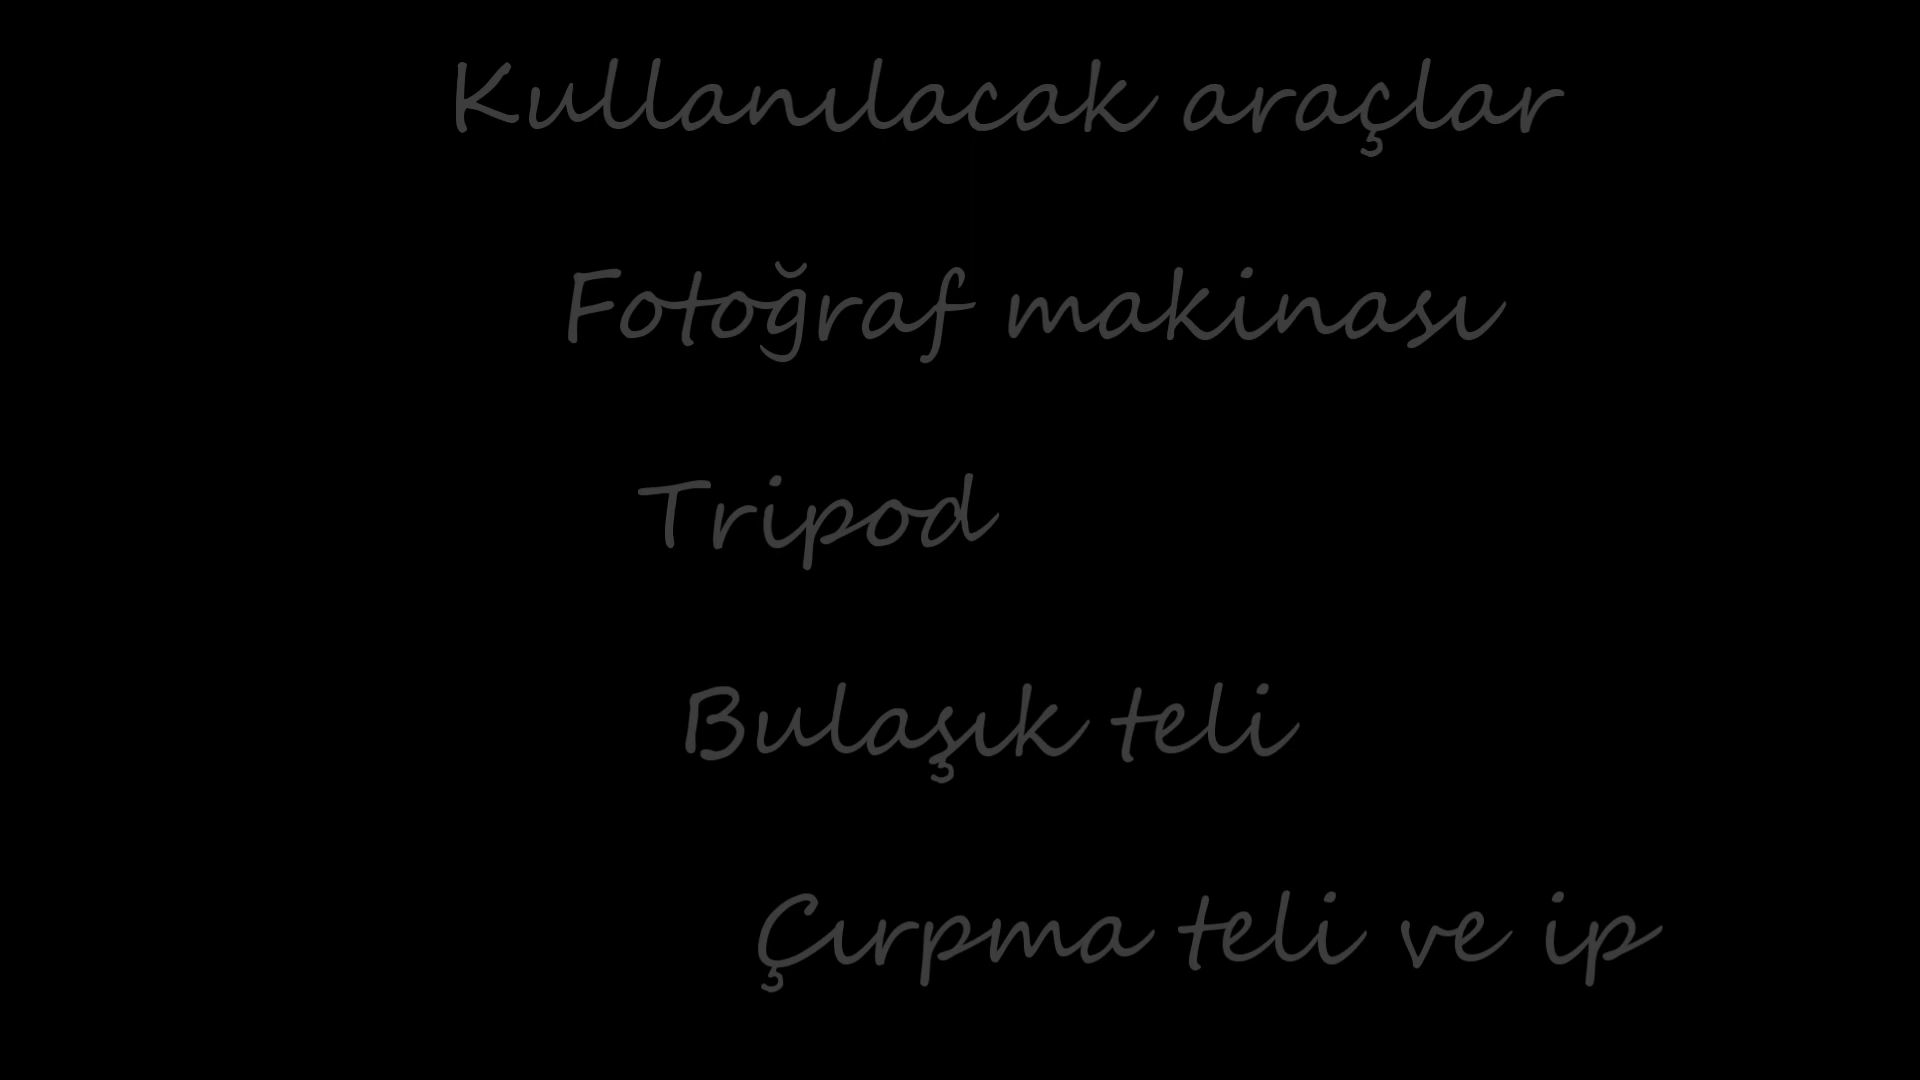 Kullanılacak araçlar
Fotoğraf makinası
Tripod
Bulaşık teli
Çırpma teli ve ip